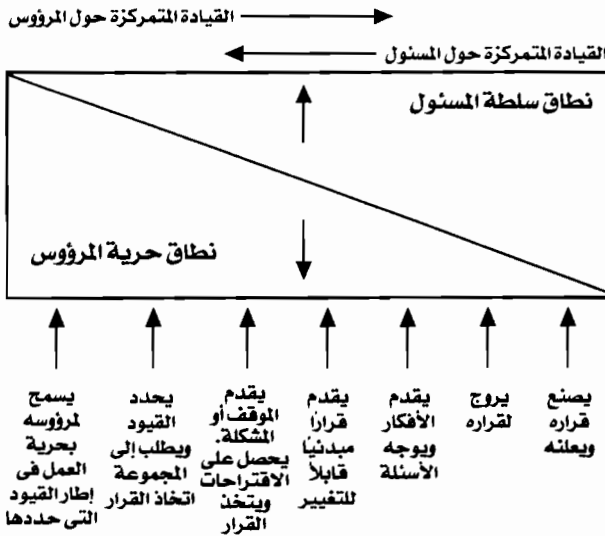 القيادة المتمركزة حول المرؤوس
القيادة المتمركزة حول المسئول
نطاق سلطة المسئول
نطاق حرية المرؤوس
يصنع
قراره
ويعلنه
يروج
لقراره
يقدم
الأفكار
ويوجه
الأسئلة
يقدم
قرارًا
مبدئيًا
قابلاً
للتغيير
يقدم
الموقف أو
المشكلة.
يحصل على
الاقتراحات
ويتخذ
القرار
يحدد
القيود
ويطلب إلى
المجموعة
اتخاذ القرار
يسمح
لمرؤوسه
بحرية
العمل فى
إطار القيود
التى حددها